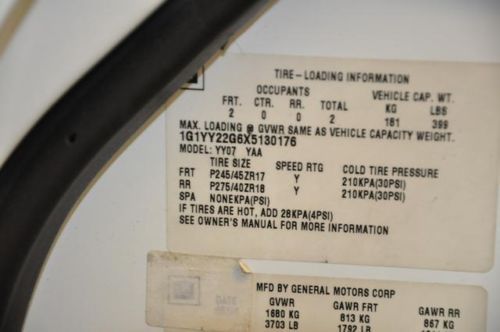 TIRE-LOADING INFORMATION
OCCUPANTS VEHICLE CAP. WT.
FRT. CTR. RR. TOTAL KG LBS
2 0 0 2 181 399
MAX. LOADING @ GVWR SAME AS VEHICLE CAPACITY WEIGHT.
1G1YY22G6X5130176
MODEL: YY07 YAA
TIRE SIZE SPEED RTG COLD TIRE PRESSURE
FRT P245/45ZR17 Y 210KPA(30PSI)
RR P275/40ZR18 Y 210KPA(30PSI)
SPA NONEKPA(PSI)
IF TIRES ARE HOT, ADD 28KPA(4PSI)
SEE OWNER'S MANUAL FOR MORE INFORMATION
MFD BY GENERAL MOTORS CORP
DATE GVWR GAWR FRT GAWR RR
1680 KG 813 KG 867 KG
3703 LB 1792 LB